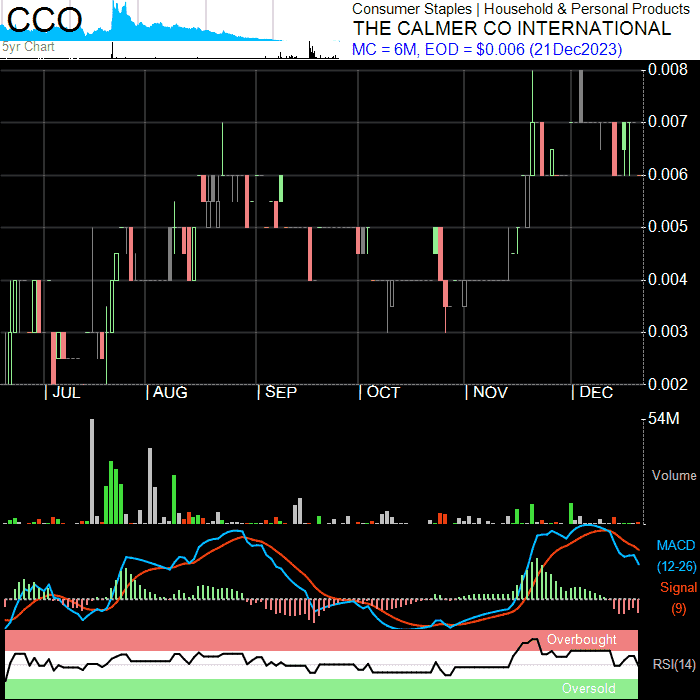 CCO
Consumer Staples | Household & Personal Products
THE CALMER CO INTERNATIONAL
5yr Chart
MC = 6M, EOD = $0.006 (21Dec2023)
0.008
0.007
0.006
0.005
0.004
0.003
0.002
| JUL | AUG | SEP | OCT | NOV | DEC
54M
Volume
MACD
(12-26)
Signal
(9)
Overbought
RSI(14)
Oversold